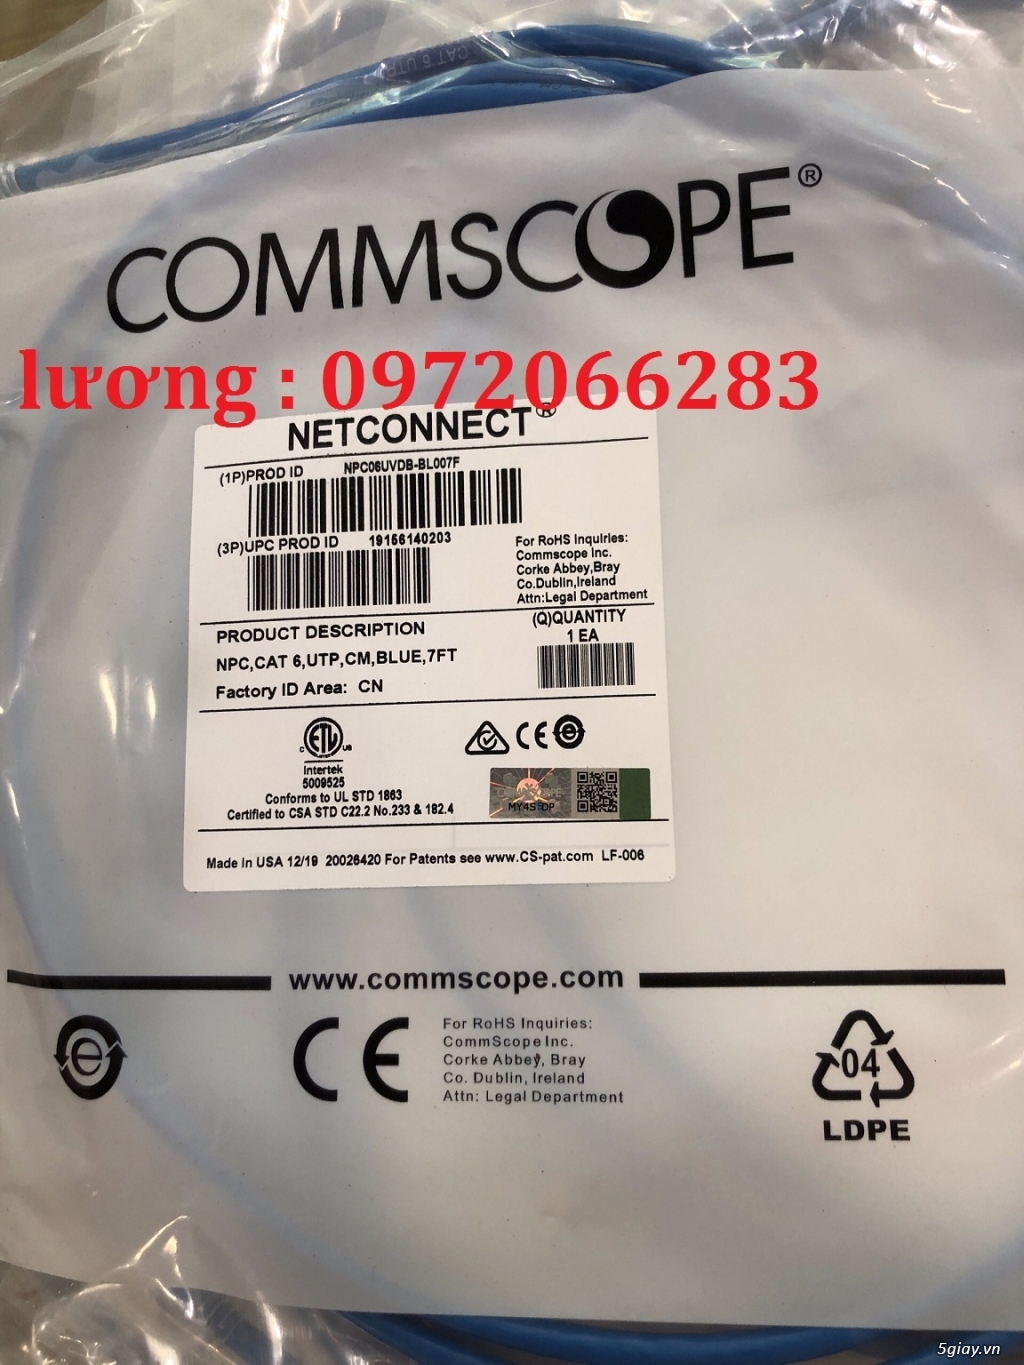 CAT 6 UTP
COMMSCOPE®
lương : 0972066283
NETCONNECT®
(1P)PROD ID NPC06UVDB-BL007F
(3P)UPC PROD ID 19156140203
For RoHS Inquiries:
Commscope Inc.
Corke Abbey,Bray
Co.Dublin,Ireland
Attn:Legal Department
PRODUCT DESCRIPTION
NPC,CAT 6,UTP,CM,BLUE,7FT
Factory ID Area: CN
(Q)QUANTITY
1 EA
C ETL US
Intertek
5009525
Conforms to UL STD 1863
Certified to CSA STD C22.2 No.233 & 182.4
CE e
Made In USA 12/19 20026420 For Patents see www.CS-pat.com LF-006
www.commscope.com
e
CE
For RoHS Inquiries:
CommScope Inc.
Corke Abbey, Bray
Co. Dublin, Ireland
Attn: Legal Department
04
LDPE
5giay.vn